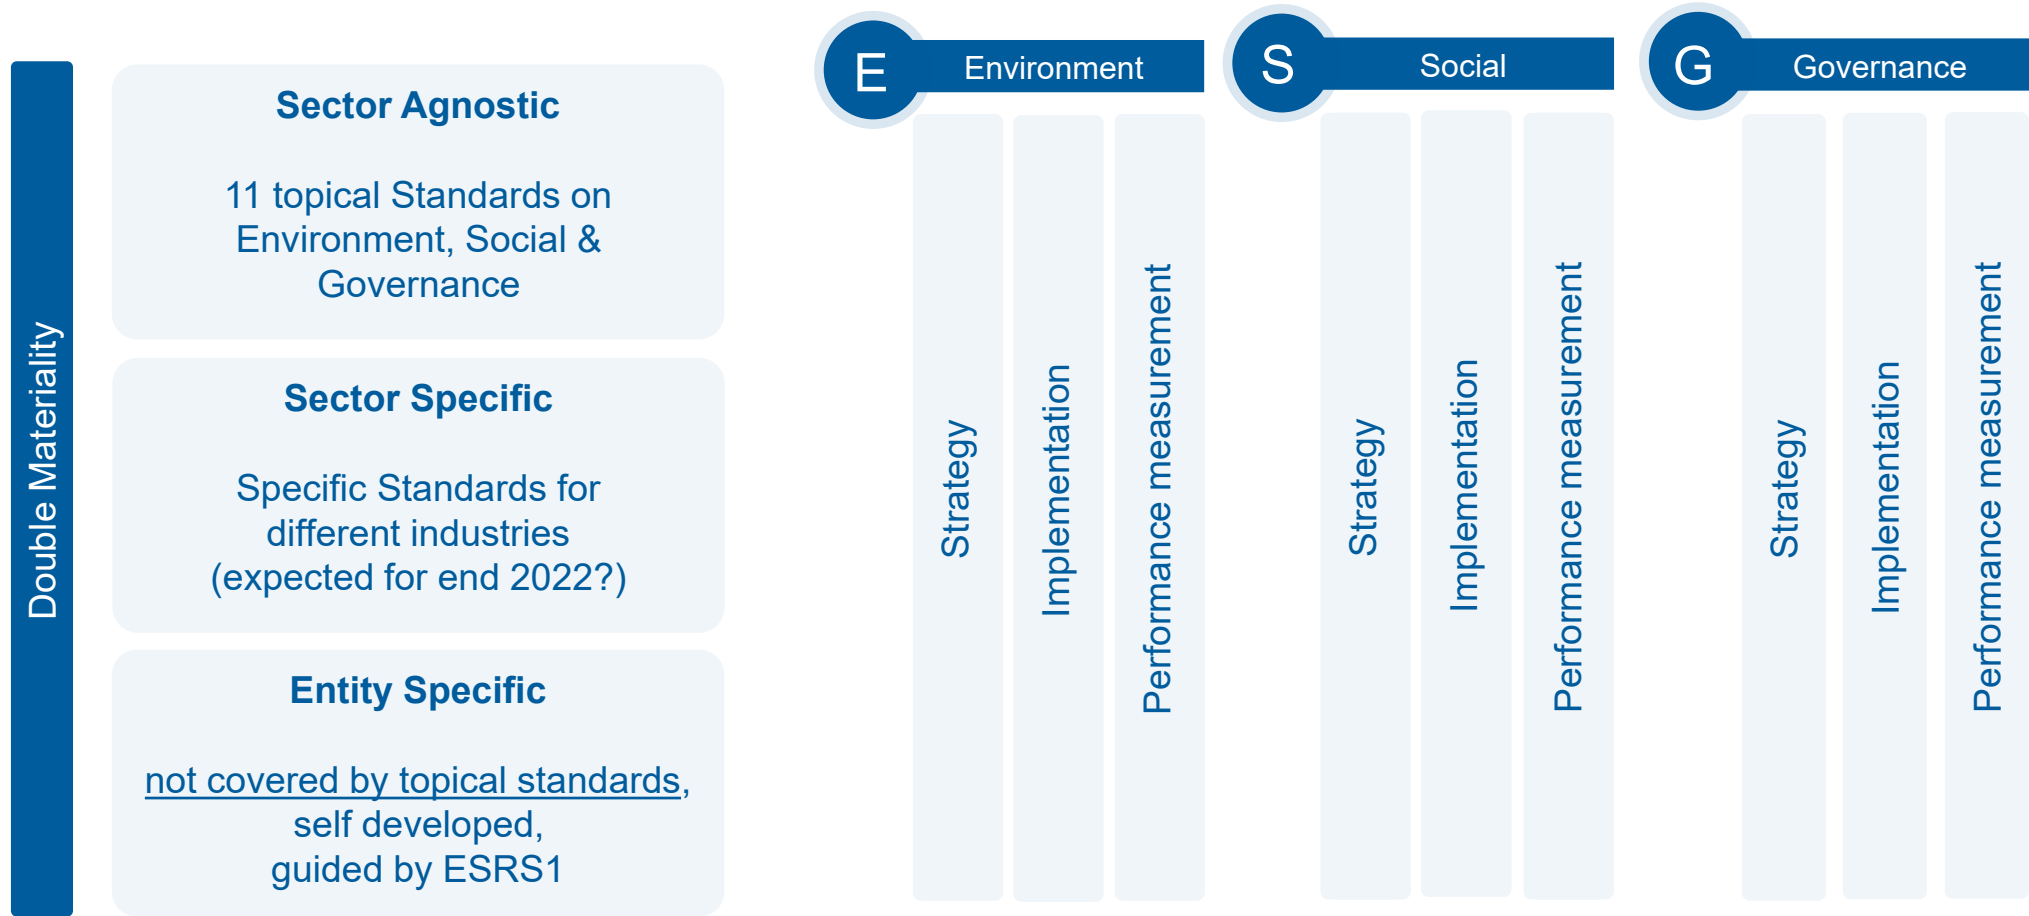 Double Materiality
Sector Agnostic
11 topical Standards on
Environment, Social &
Governance
Sector Specific
Specific Standards for
different industries
(expected for end 2022?)
Entity Specific
not covered by topical standards,
self developed,
guided by ESRS1
E
Environment
Strategy
Implementation
Performance measurement
S
Social
Strategy
Implementation
Performance measurement
G
Governance
Strategy
Implementation
Performance measurement